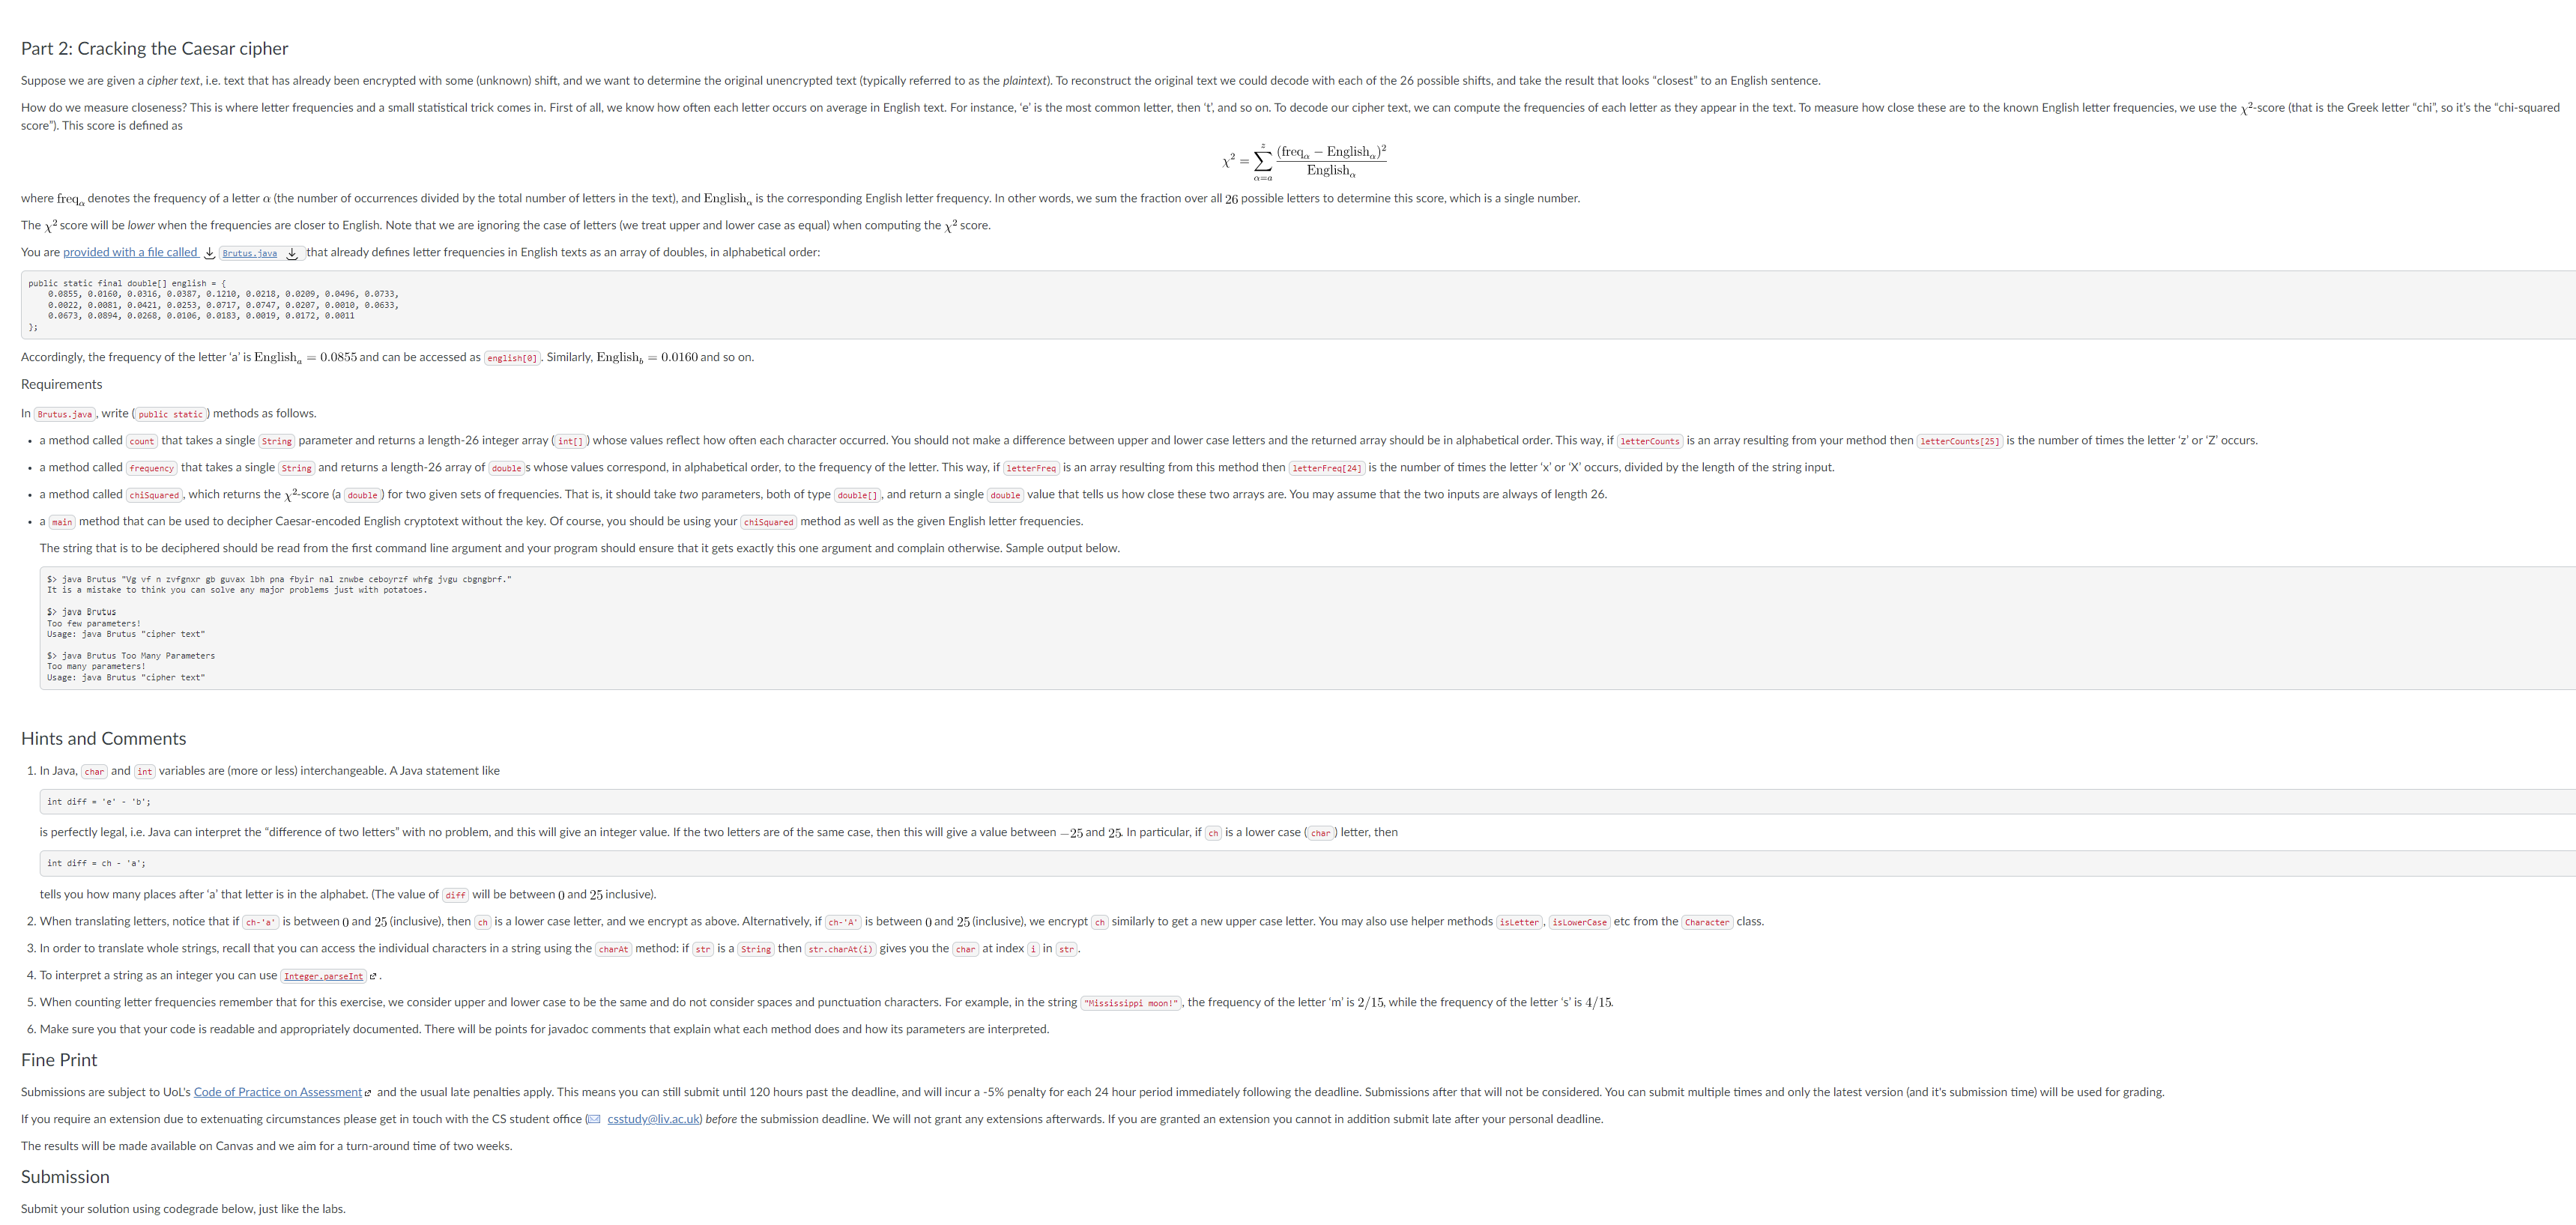 Part 2: Cracking the Caesar cipher
Suppose we are given a cipher text, i.e. text that has already been encrypted with some (unknown) shift, and we want to determine the original unencrypted text (typically referred to as the plaintext). To reconstruct the original text we could decode with each of the 26 possible shifts, and take the result that looks “closest” to an English sentence.
How do we measure closeness? This is where letter frequencies and a small statistical trick comes in. First of all, we know how often each letter occurs on average in English text. For instance, ‘e’ is the most common letter, then ‘t’, and so on. To decode our cipher text, we can compute the frequencies of each letter as they appear in the text. To measure how close these are to the known English letter frequencies, we use the χ²-score (that is the Greek letter “chi”, so it’s the “chi-squared
score”). This score is defined as
χ² = ∑_{α=a}^{z} (freq_α − English_α)² / English_α
where freq_α denotes the frequency of a letter α (the number of occurrences divided by the total number of letters in the text), and English_α is the corresponding English letter frequency. In other words, we sum the fraction over all 26 possible letters to determine this score, which is a single number.
The χ² score will be lower when the frequencies are closer to English. Note that we are ignoring the case of letters (we treat upper and lower case as equal) when computing the χ² score.
You are provided with a file called Brutus.java that already defines letter frequencies in English texts as an array of doubles, in alphabetical order:
public static final double[] english = {
0.0855, 0.0160, 0.0316, 0.0387, 0.1210, 0.0218, 0.0209, 0.0496, 0.0733,
0.0022, 0.0081, 0.0421, 0.0253, 0.0717, 0.0747, 0.0207, 0.0010, 0.0633,
0.0673, 0.0894, 0.0268, 0.0106, 0.0183, 0.0019, 0.0172, 0.0011
};
Accordingly, the frequency of the letter ‘a’ is English_a = 0.0855 and can be accessed as english[0]. Similarly, English_b = 0.0160 and so on.
Requirements
In Brutus.java, write (public static) methods as follows.
• a method called count that takes a single String parameter and returns a length-26 integer array (int[]) whose values reflect how often each character occurred. You should not make a difference between upper and lower case letters and the returned array should be in alphabetical order. This way, if letterCounts is an array resulting from your method then letterCounts[25] is the number of times the letter ‘z’ or ‘Z’ occurs.
• a method called frequency that takes a single String and returns a length-26 array of doubles whose values correspond, in alphabetical order, to the frequency of the letter. This way, if letterFreq is an array resulting from this method then letterFreq[24] is the number of times the letter ‘x’ or ‘X’ occurs, divided by the length of the string input.
• a method called chiSquared, which returns the χ²-score (a double) for two given sets of frequencies. That is, it should take two parameters, both of type double[], and return a single double value that tells us how close these two arrays are. You may assume that the two inputs are always of length 26.
• a main method that can be used to decipher Caesar-encoded English cryptotext without the key. Of course, you should be using your chiSquared method as well as the given English letter frequencies.
The string that is to be deciphered should be read from the first command line argument and your program should ensure that it gets exactly this one argument and complain otherwise. Sample output below.
$> java Brutus "Vg vf n zvfgnxr gb guvax lbh pna fbyir nal znwbe ceboyrzf whfg jvgu cbgngbrf."
It is a mistake to think you can solve any major problems just with potatoes.
$> java Brutus
Too few parameters!
Usage: java Brutus "cipher text"
$> java Brutus Too Many Parameters
Too many parameters!
Usage: java Brutus "cipher text"
Hints and Comments
1. In Java, char and int variables are (more or less) interchangeable. A Java statement like
int diff = 'e' - 'b';
is perfectly legal, i.e. Java can interpret the “difference of two letters” with no problem, and this will give an integer value. If the two letters are of the same case, then this will give a value between −25 and 25. In particular, if ch is a lower case (char) letter, then
int diff = ch - 'a';
tells you how many places after ‘a’ that letter is in the alphabet. (The value of diff will be between 0 and 25 inclusive).
2. When translating letters, notice that if ch-'a' is between 0 and 25 (inclusive), then ch is a lower case letter, and we encrypt as above. Alternatively, if ch-'A' is between 0 and 25 (inclusive), we encrypt ch similarly to get a new upper case letter. You may also use helper methods isLetter, isLowerCase etc from the Character class.
3. In order to translate whole strings, recall that you can access the individual characters in a string using the charAt method: if str is a String then str.charAt(i) gives you the char at index i in str.
4. To interpret a string as an integer you can use Integer.parseInt.
5. When counting letter frequencies remember that for this exercise, we consider upper and lower case to be the same and do not consider spaces and punctuation characters. For example, in the string "Mississippi moon!", the frequency of the letter ‘m’ is 2/15, while the frequency of the letter ‘s’ is 4/15.
6. Make sure you that your code is readable and appropriately documented. There will be points for javadoc comments that explain what each method does and how its parameters are interpreted.
Fine Print
Submissions are subject to UoL's Code of Practice on Assessment and the usual late penalties apply. This means you can still submit until 120 hours past the deadline, and will incur a -5% penalty for each 24 hour period immediately following the deadline. Submissions after that will not be considered. You can submit multiple times and only the latest version (and it's submission time) will be used for grading.
If you require an extension due to extenuating circumstances please get in touch with the CS student office (csstudy@liv.ac.uk) before the submission deadline. We will not grant any extensions afterwards. If you are granted an extension you cannot in addition submit late after your personal deadline.
The results will be made available on Canvas and we aim for a turn-around time of two weeks.
Submission
Submit your solution using codegrade below, just like the labs.